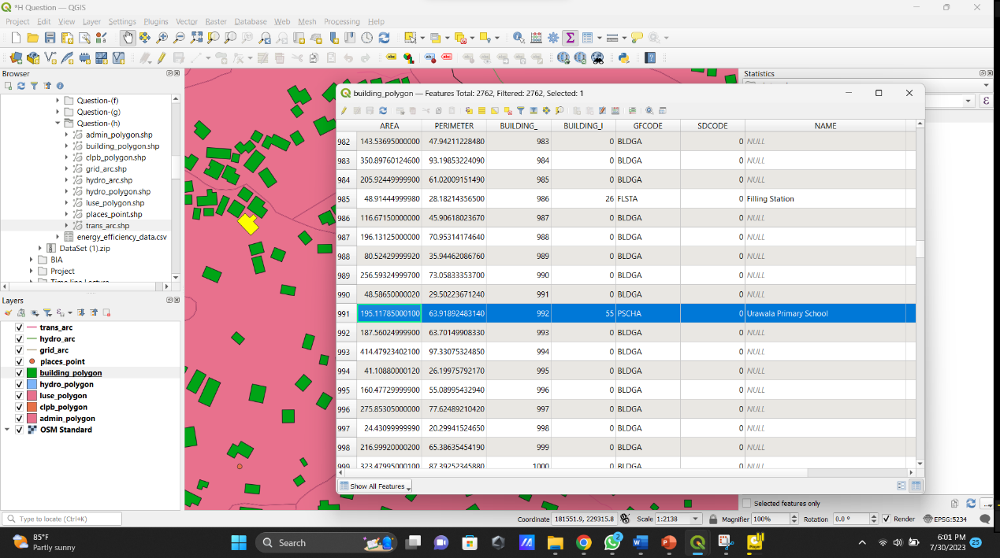 *H Question — QGIS
Project Edit View Layer Settings Plugins Vector Raster Database Web Mesh Processing Help
Browser
Question-(f)
Question-(g)
Question-(h)
admin_polygon.shp
building_polygon.shp
clpb_polygon.shp
grid_arc.shp
hydro_arc.shp
hydro_polygon.shp
luse_polygon.shp
places_point.shp
trans_arc.shp
energy_efficiency_data.csv
DataSet (1).zip
BIA
Project
Time line Lecture
Layers
trans_arc
hydro_arc
grid_arc
places_point
building_polygon
hydro_polygon
luse_polygon
clpb_polygon
admin_polygon
OSM Standard
Statistics
building_polygon — Features Total: 2762, Filtered: 2762, Selected: 1
AREA PERIMETER BUILDING_ BUILDING_I GFCODE SDCODE NAME
982 143.53695000000 47.94211228480 983 0 BLDGA 0 NULL
983 350.89760124600 93.19853224090 984 0 BLDGA 0 NULL
984 205.92449999900 61.02009151490 985 0 BLDGA 0 NULL
985 48.91444999900 28.18214356500 986 26 FLSTA 0 Filling Station
986 116.67150000000 45.90618023670 987 0 BLDGA 0 NULL
987 196.13125000000 70.95314174640 988 0 BLDGA 0 NULL
988 80.52429999920 35.94462086760 989 0 BLDGA 0 NULL
989 256.59324999700 73.05833353700 990 0 BLDGA 0 NULL
990 48.58650000020 29.50223671240 991 0 BLDGA 0 NULL
991 195.11785000100 63.91892483140 992 55 PSCHA 0 Urawala Primary School
992 187.56024999900 63.70149908330 993 0 BLDGA 0 NULL
993 414.47923402100 97.33075324850 994 0 BLDGA 0 NULL
994 41.10880000120 26.19975792170 995 0 BLDGA 0 NULL
995 160.47729999900 55.08995432940 996 0 BLDGA 0 NULL
996 275.85305000000 77.62489210420 997 0 BLDGA 0 NULL
997 24.43099999990 20.29941524650 998 0 BLDGA 0 NULL
998 216.99920000200 65.38635454190 999 0 BLDGA 0 NULL
999 323.47995000100 87.39252345880 1000 0 BLDGA 0 NULL
Show All Features
Selected features only
Type to locate (Ctrl+K)
Coordinate 181551.9, 229315.8 Scale 1:2138 Magnifier 100% Rotation 0.0 ° Render EPSG:5234
85°F
Partly sunny
Search
2
6:01 PM
7/30/2023
25